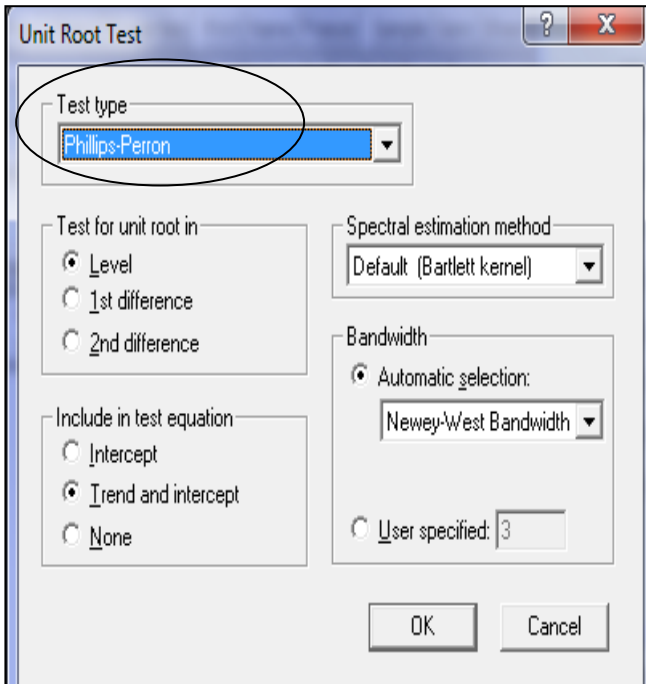 Unit Root Test
Test type
Phillips-Perron
Test for unit root in
Level
1st difference
2nd difference
Include in test equation
Intercept
Trend and intercept
None
Spectral estimation method
Default (Bartlett kernel)
Bandwidth
Automatic selection:
Newey-West Bandwidth
User specified: 3
OK Cancel